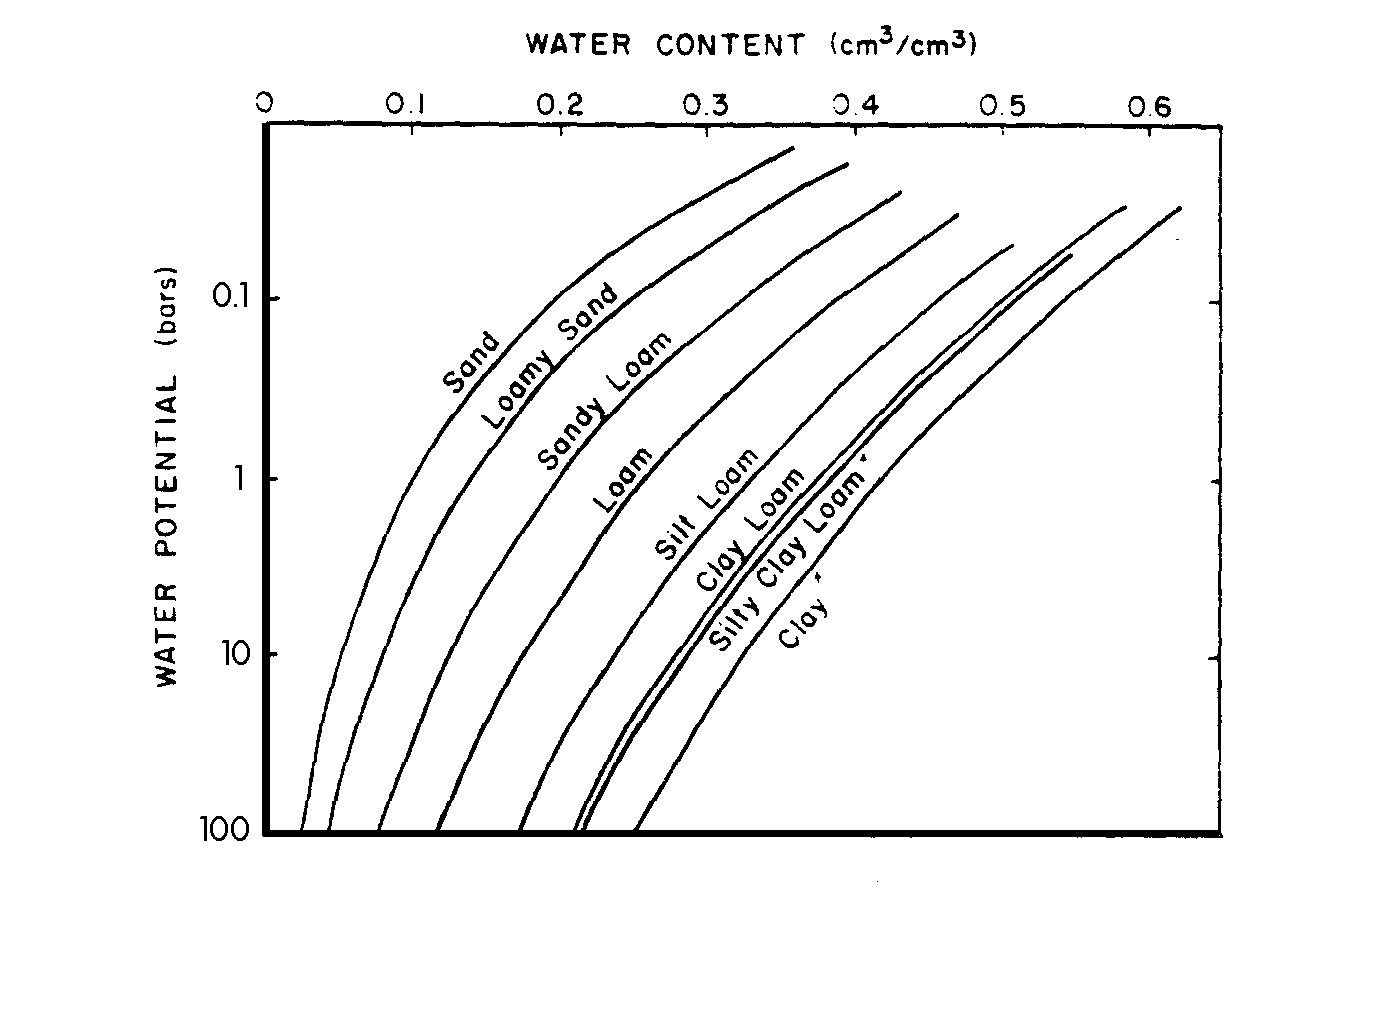 WATER CONTENT (cm³/cm³)
0 0.1 0.2 0.3 0.4 0.5 0.6
WATER POTENTIAL (bars)
0.1
1
10
100
Sand
Loamy Sand
Sandy Loam
Loam
Silt Loam
Clay Loam
Silty Clay Loam
Clay